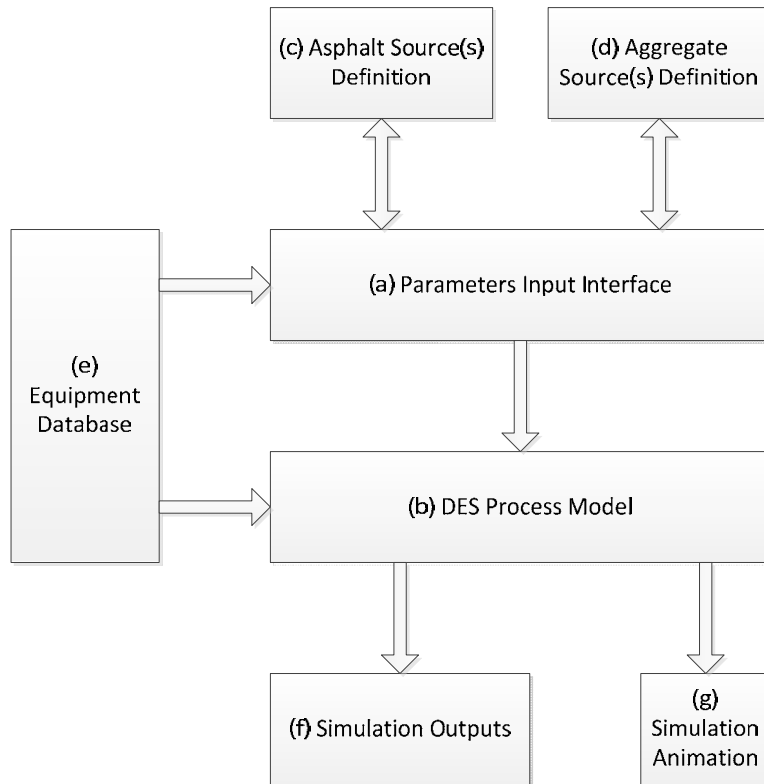 (c) Asphalt Source(s)
Definition
(d) Aggregate
Source(s) Definition
(a) Parameters Input Interface
(e)
Equipment
Database
(b) DES Process Model
(f) Simulation Outputs
(g)
Simulation
Animation